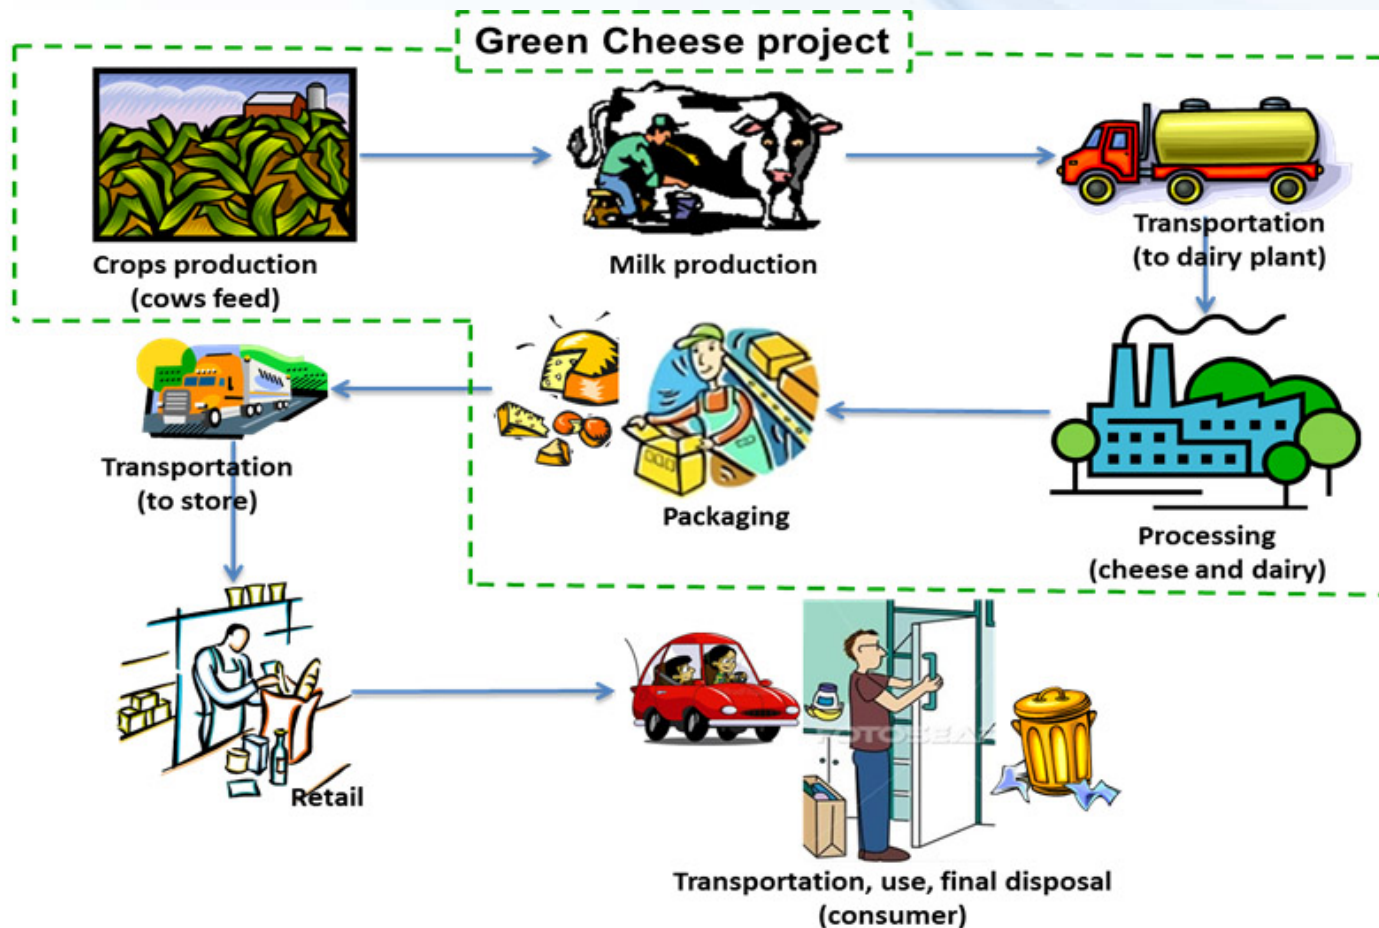 Green Cheese project
Crops production
(cows feed)
Milk production
Transportation
(to dairy plant)
Processing
(cheese and dairy)
Packaging
Transportation
(to store)
Retail
Transportation, use, final disposal
(consumer)